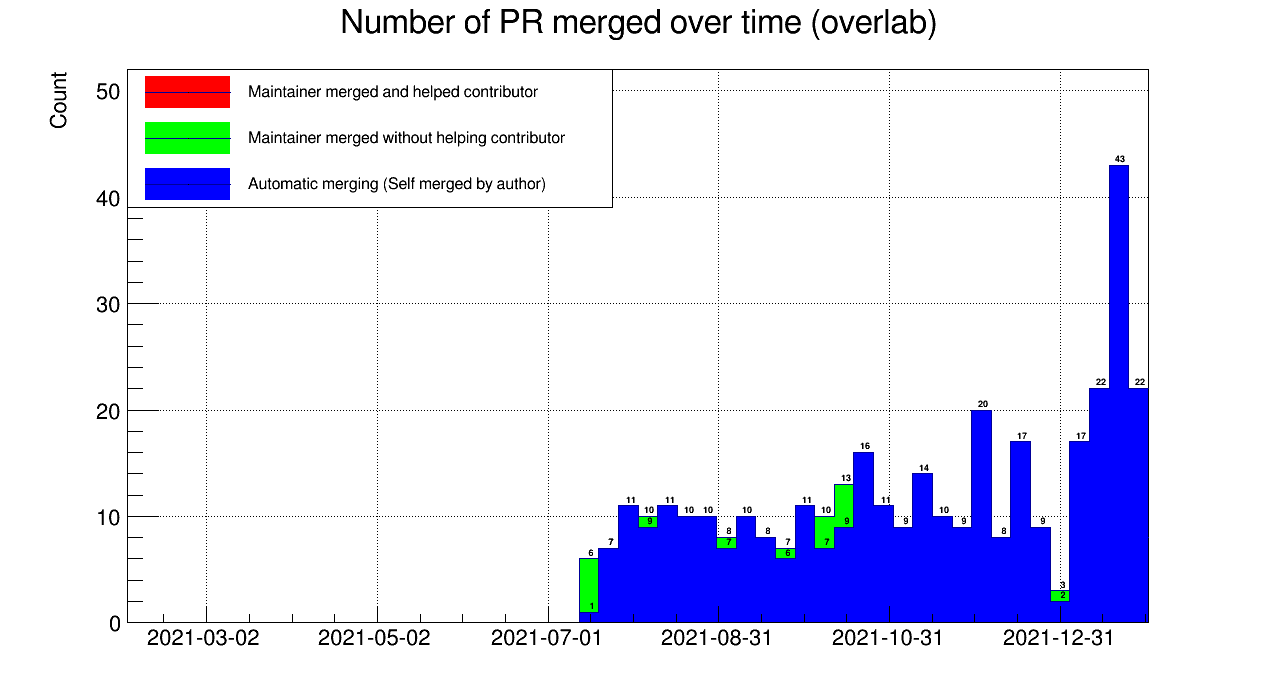 Number of PR merged over time (overlab)
Count
Maintainer merged and helped contributor
Maintainer merged without helping contributor
Automatic merging (Self merged by author)
50
40
30
20
10
0
6 1 7 11 10 9 11 10 10 8 7 10 8 7 6 11 10 7 13 9 16 11 9 14 10 9 20 8 17 9 3 2 17 22 43 22
2021-03-02 2021-05-02 2021-07-01 2021-08-31 2021-10-31 2021-12-31